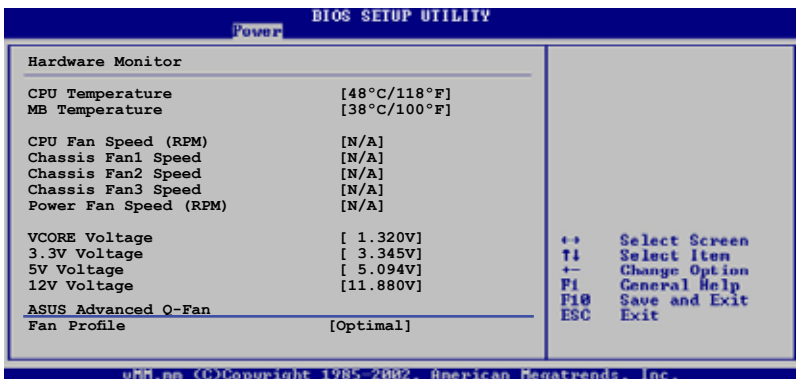 BIOS SETUP UTILITY
Power
Hardware Monitor
CPU Temperature [48°C/118°F]
MB Temperature [38°C/100°F]
CPU Fan Speed (RPM) [N/A]
Chassis Fan1 Speed [N/A]
Chassis Fan2 Speed [N/A]
Chassis Fan3 Speed [N/A]
Power Fan Speed (RPM) [N/A]
VCORE Voltage [ 1.320V]
3.3V Voltage [ 3.345V]
5V Voltage [ 5.094V]
12V Voltage [11.880V]
ASUS Advanced Q-Fan
Fan Profile [Optimal]
←→ Select Screen
↑↓ Select Item
+- Change Option
F1 General Help
F10 Save and Exit
ESC Exit
vMM.mm (C)Copyright 1985-2002, American Megatrends, Inc.